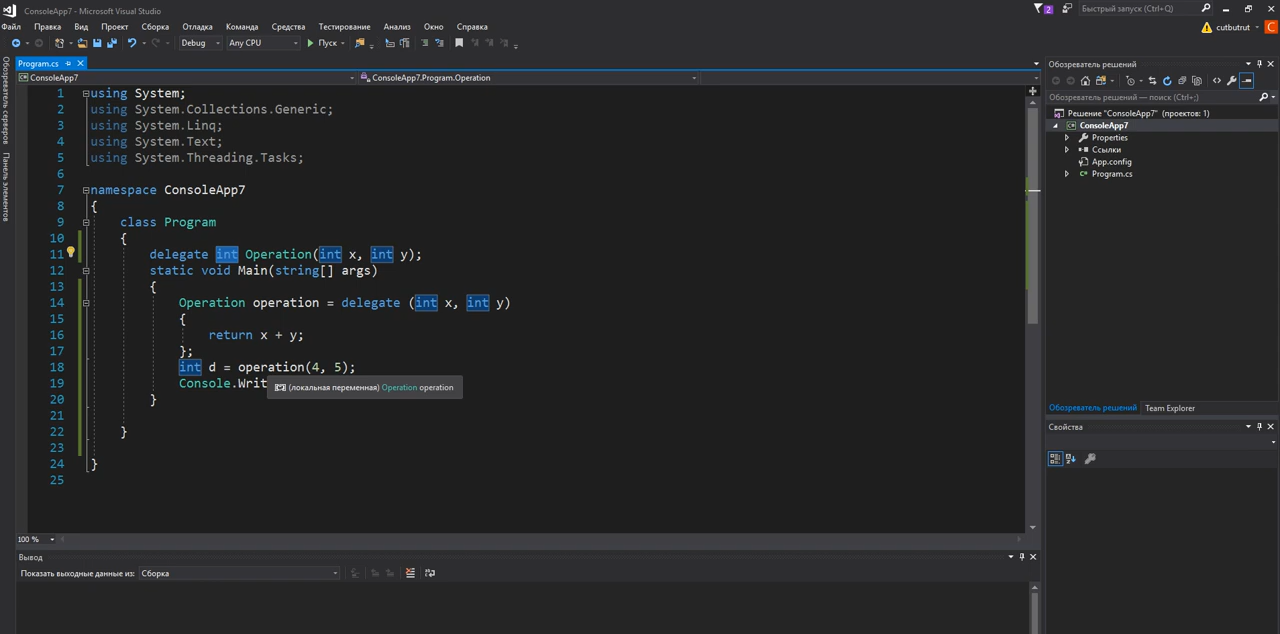 ConsoleApp7 - Microsoft Visual Studio
2
Быстрый запуск (Ctrl+Q)
Файл Правка Вид Проект Сборка Отладка Команда Средства Тестирование Анализ Окно Справка
cutbutrut
C
Debug Any CPU Пуск
Обозреватель серверов
Панель элементов
Program.cs
ConsoleApp7
ConsoleApp7.Program.Operation
1 using System;
2 using System.Collections.Generic;
3 using System.Linq;
4 using System.Text;
5 using System.Threading.Tasks;
6
7 namespace ConsoleApp7
8 {
9 class Program
10 {
11 delegate int Operation(int x, int y);
12 static void Main(string[] args)
13 {
14 Operation operation = delegate (int x, int y)
15 {
16 return x + y;
17 };
18 int d = operation(4, 5);
19 Console.Writ
(локальная переменная) Operation operation
20 }
21
22 }
23
24 }
25
100 %
Вывод
Показать выходные данные из: Сборка
Обозреватель решений
Обозреватель решений — поиск (Ctrl+;)
Решение "ConsoleApp7" (проектов: 1)
ConsoleApp7
Properties
Ссылки
App.config
Program.cs
Обозреватель решений Team Explorer
Свойства